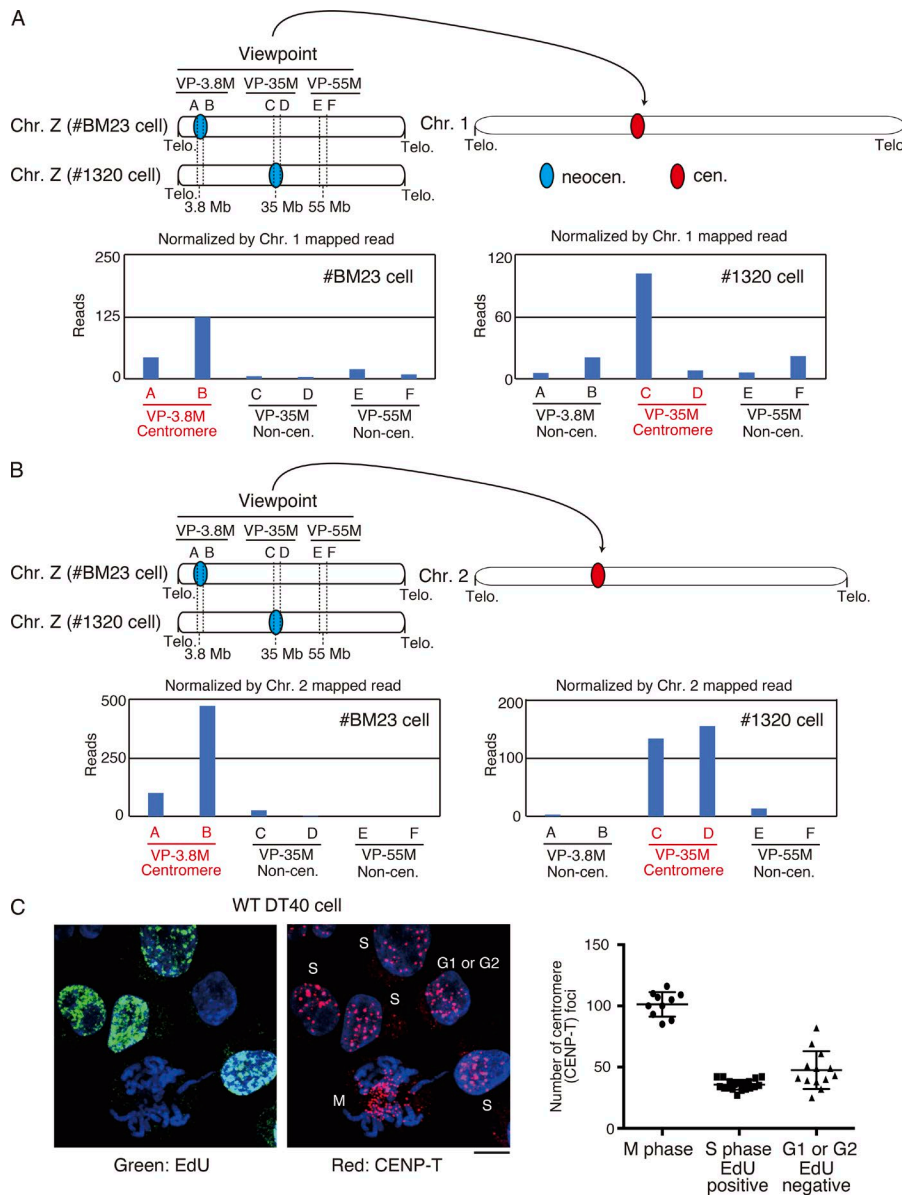 A
Viewpoint
VP-3.8M VP-35M VP-55M
A B C D E F
Chr. Z (#BM23 cell)
Telo.
Chr. 1
Telo. Telo.
Chr. Z (#1320 cell)
Telo.
3.8 Mb 35 Mb 55 Mb
neocen. cen.
Normalized by Chr. 1 mapped read
250
125
0
Reads
#BM23 cell
A B C D E F
VP-3.8M VP-35M VP-55M
Centromere Non-cen. Non-cen.
Normalized by Chr. 1 mapped read
120
60
0
Reads
#1320 cell
A B C D E F
VP-3.8M VP-35M VP-55M
Non-cen. Centromere Non-cen.
B
Viewpoint
VP-3.8M VP-35M VP-55M
A B C D E F
Chr. Z (#BM23 cell)
Telo.
Chr. 2
Telo. Telo.
Chr. Z (#1320 cell)
Telo.
3.8 Mb 35 Mb 55 Mb
Normalized by Chr. 2 mapped read
500
250
0
Reads
#BM23 cell
A B C D E F
VP-3.8M VP-35M VP-55M
Centromere Non-cen. Non-cen.
Normalized by Chr. 2 mapped read
200
100
0
Reads
#1320 cell
A B C D E F
VP-3.8M VP-35M VP-55M
Non-cen. Centromere Non-cen.
C
WT DT40 cell
S
S
S
G1 or G2
M
S
Green: EdU
Red: CENP-T
Number of centromere
(CENP-T) foci
150
100
50
0
M phase S phase G1 or G2
EdU EdU
positive negative